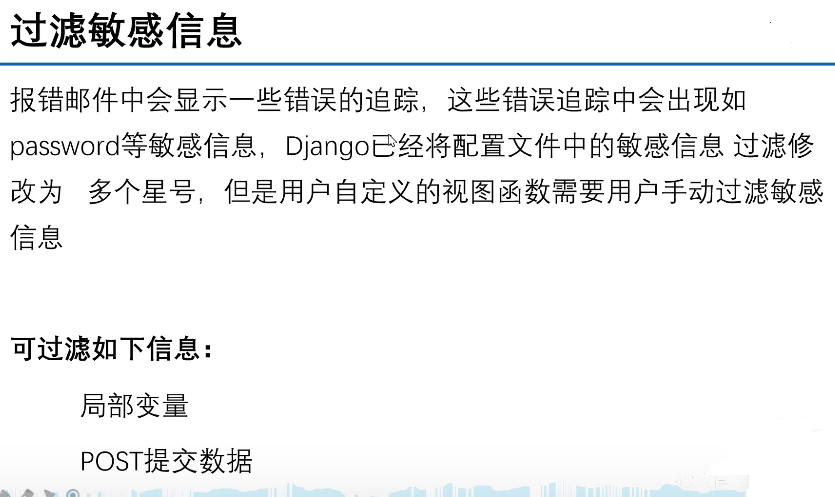 过滤敏感信息
报错邮件中会显示一些错误的追踪，这些错误追踪中会出现如
password等敏感信息，Django已经将配置文件中的敏感信息 过滤修
改为 多个星号，但是用户自定义的视图函数需要用户手动过滤敏感
信息
可过滤如下信息：
局部变量
POST提交数据